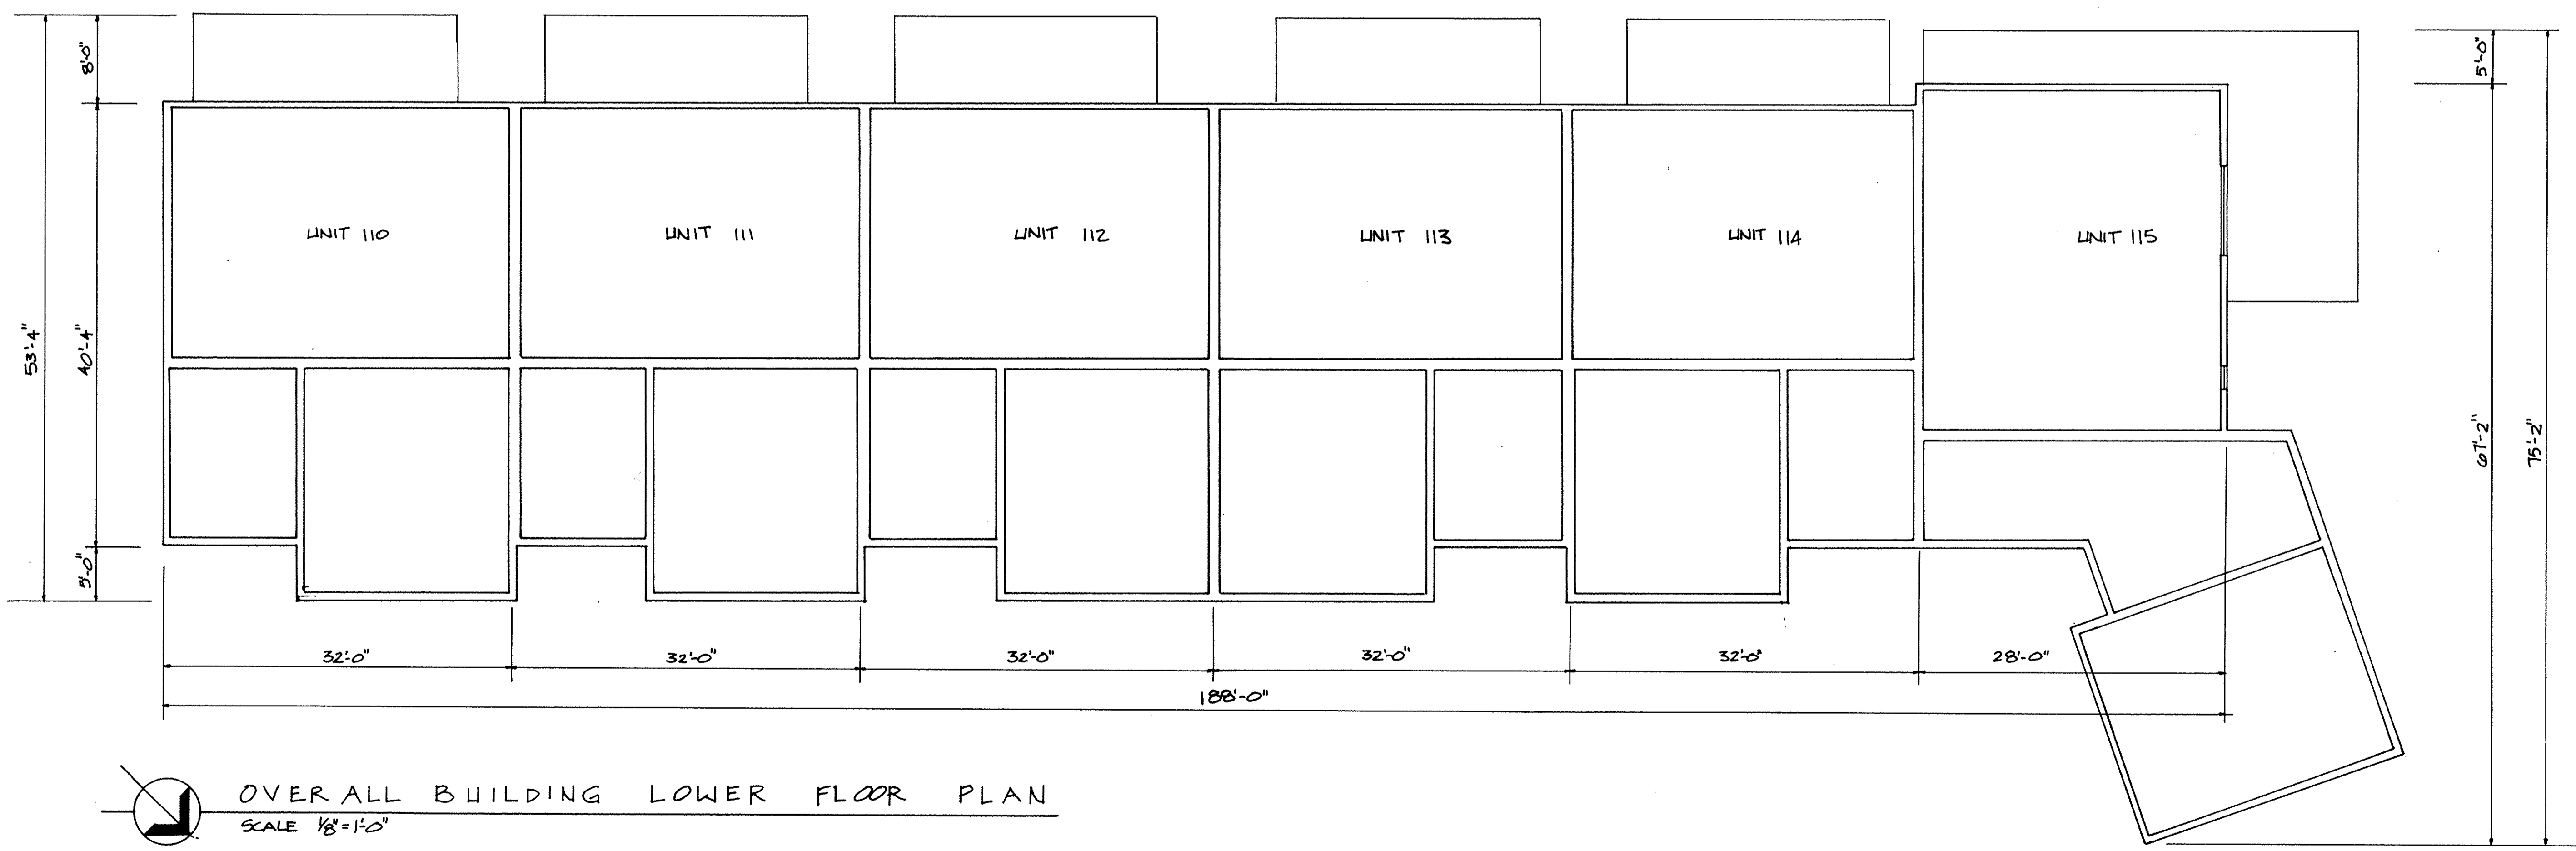 8'-0"
5'-0"
UNIT 110
UNIT 111
UNIT 112
UNIT 113
UNIT 114
UNIT 115
53'-4"
40'-4"
67'-2"
75'-2"
5'-0"
32'-0"
32'-0"
32'-0"
32'-0"
32'-0"
28'-0"
188'-0"
OVERALL BUILDING LOWER FLOOR PLAN
SCALE 1/8"=1'-0"